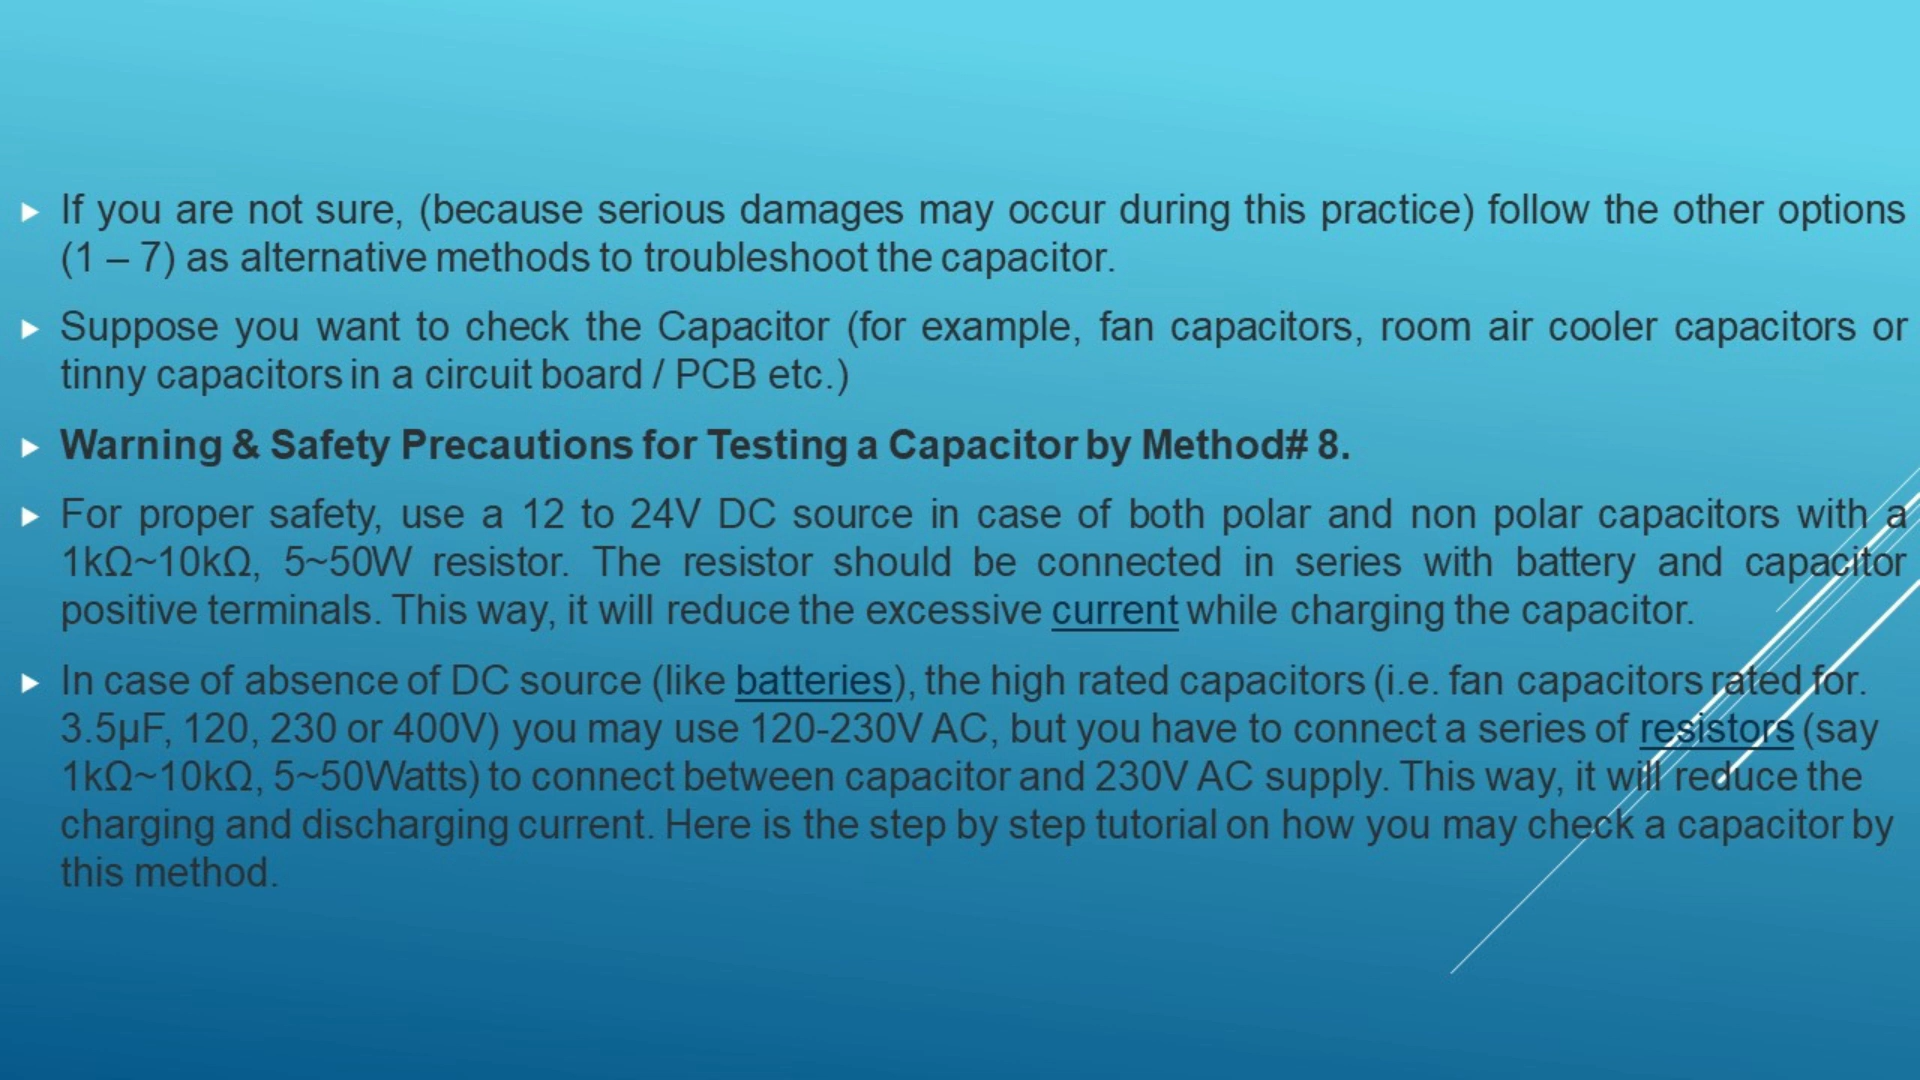 If you are not sure, (because serious damages may occur during this practice) follow the other options
(1 – 7) as alternative methods to troubleshoot the capacitor.
Suppose you want to check the Capacitor (for example, fan capacitors, room air cooler capacitors or
tinny capacitors in a circuit board / PCB etc.)
Warning & Safety Precautions for Testing a Capacitor by Method# 8.
For proper safety, use a 12 to 24V DC source in case of both polar and non polar capacitors with a
1kΩ~10kΩ, 5~50W resistor. The resistor should be connected in series with battery and capacitor
positive terminals. This way, it will reduce the excessive current while charging the capacitor.
In case of absence of DC source (like batteries), the high rated capacitors (i.e. fan capacitors rated for.
3.5µF, 120, 230 or 400V) you may use 120-230V AC, but you have to connect a series of resistors (say
1kΩ~10kΩ, 5~50Watts) to connect between capacitor and 230V AC supply. This way, it will reduce the
charging and discharging current. Here is the step by step tutorial on how you may check a capacitor by
this method.